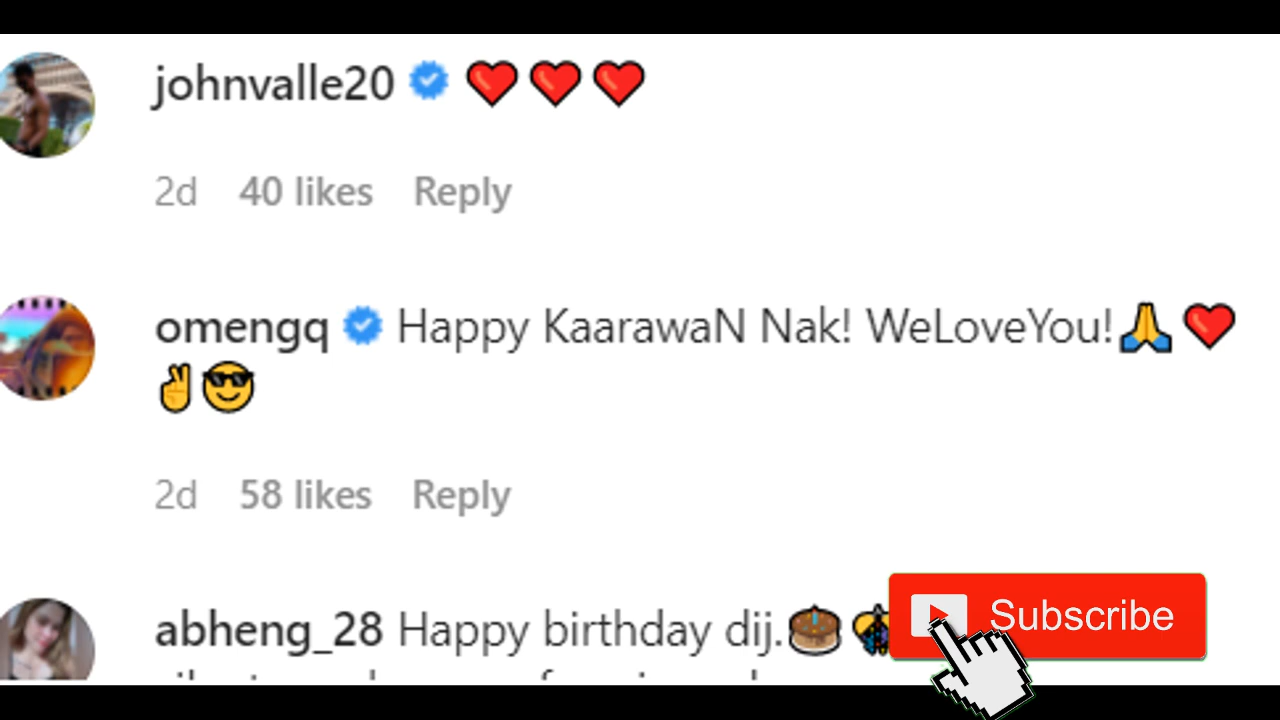 johnvalle20 ❤️ ❤️ ❤️
2d 40 likes Reply
omengq Happy KaarawaN Nak! WeLoveYou!🙏❤️
✌️😎
2d 58 likes Reply
abheng_28 Happy birthday dij.🎂
Subscribe